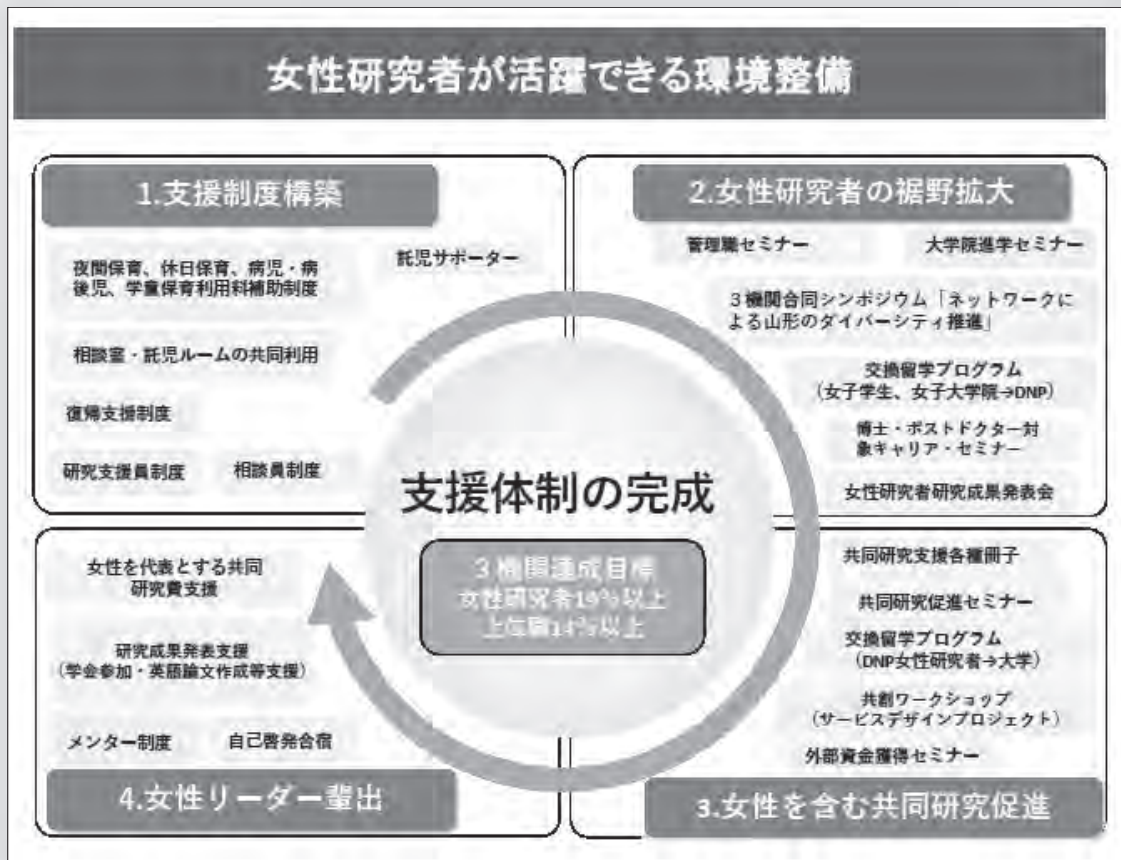 女性研究者が活躍できる環境整備
1.支援制度構築
夜間保育、休日保育、病児・病
後児、学童保育利用料補助制度
託児サポーター
相談室・託児ルームの共同利用
復帰支援制度
研究支援員制度
相談員制度
2.女性研究者の裾野拡大
管理職セミナー
大学院進学セミナー
3機関合同シンポジウム「ネットワークに
よる山形のダイバーシティ推進」
交換留学プログラム
(女子学生、女子大学院→DNP)
博士・ポストドクター対
象キャリア・セミナー
女性研究者研究成果発表会
支援体制の完成
3機関達成目標
女性研究者19%以上
上位職14%以上
共同研究支援各種冊子
共同研究促進セミナー
交換留学プログラム
(DNP女性研究者→大学)
共創ワークショップ
(サービスデザインプロジェクト)
外部資金獲得セミナー
3.女性を含む共同研究促進
女性を代表とする共同
研究費支援
研究成果発表支援
(学会参加・英語論文作成等支援)
メンター制度
自己啓発合宿
4.女性リーダー輩出